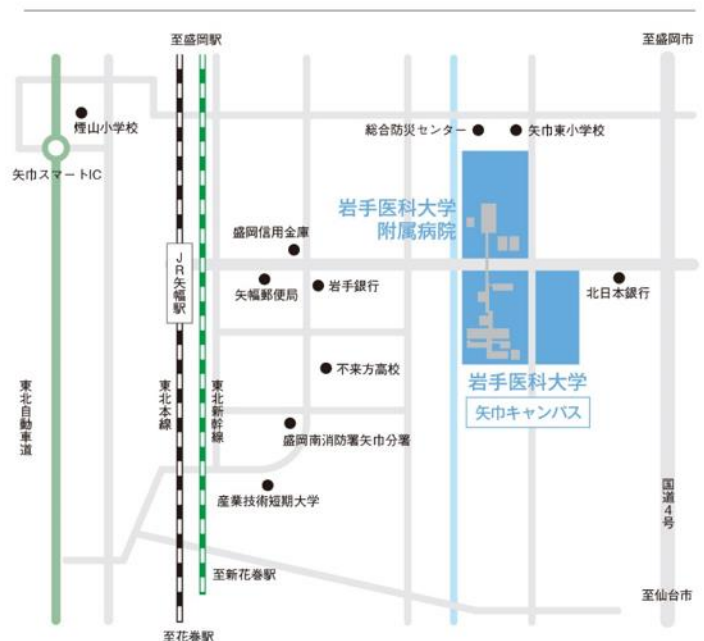 至盛岡駅
至盛岡市
煙山小学校
総合防災センター
矢巾東小学校
矢巾スマートIC
岩手医科大学
附属病院
盛岡信用金庫
JR矢幅駅
矢幅郵便局
岩手銀行
北日本銀行
不来方高校
岩手医科大学
矢巾キャンパス
東北自動車道
東北本線
東北新幹線
盛岡南消防署矢巾分署
産業技術短期大学
国道4号
至新花巻駅
至仙台市
至花巻駅